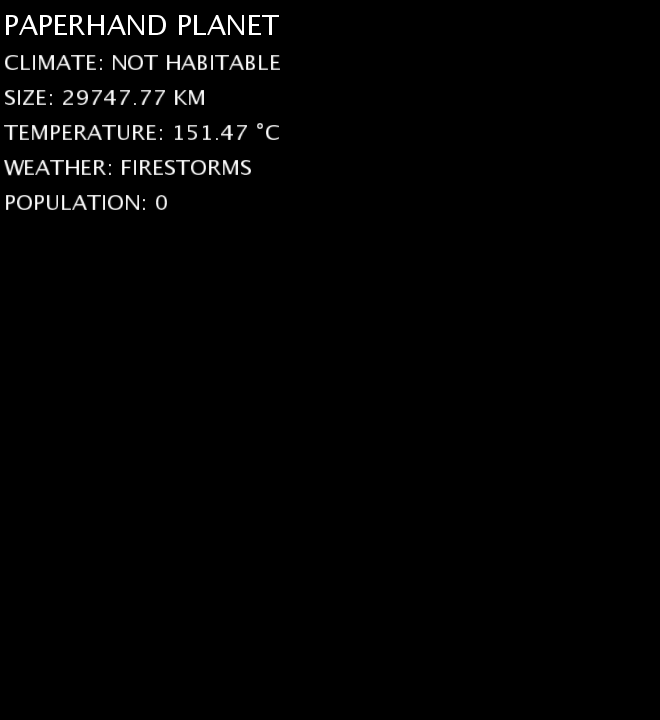 PAPERHAND PLANET
CLIMATE: NOT HABITABLE
SIZE: 29747.77 KM
TEMPERATURE: 151.47 °C
WEATHER: FIRESTORMS
POPULATION: 0